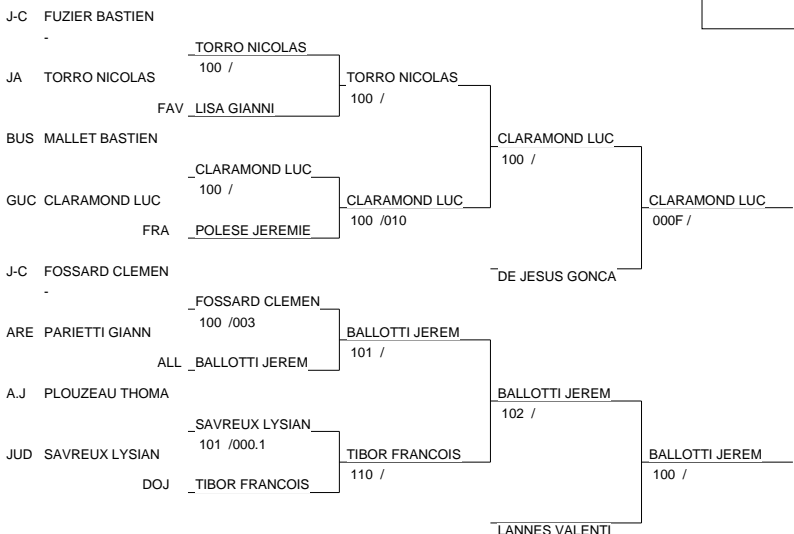 J-C FUZIER BASTIEN
-
TORRO NICOLAS
100 /
JA TORRO NICOLAS
TORRO NICOLAS
100 /
FAV LISA GIANNI
BUS MALLET BASTIEN
CLARAMOND LUC
100 /
CLARAMOND LUC
100 /
GUC CLARAMOND LUC
CLARAMOND LUC
100 /010
CLARAMOND LUC
000F /
FRA POLESE JEREMIE
J-C FOSSARD CLEMEN
-
DE JESUS GONCA
FOSSARD CLEMEN
100 /003
ARE PARIETTI GIANN
BALLOTTI JEREM
101 /
ALL BALLOTTI JEREM
A.J PLOUZEAU THOMA
BALLOTTI JEREM
102 /
SAVREUX LYSIAN
101 /000.1
JUD SAVREUX LYSIAN
TIBOR FRANCOIS
110 /
BALLOTTI JEREM
100 /
DOJ TIBOR FRANCOIS
LANNES VALENTI